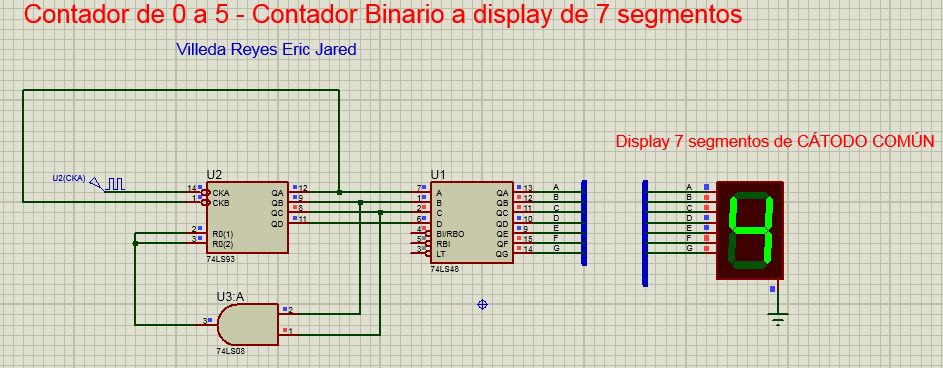 Contador de 0 a 5 - Contador Binario a display de 7 segmentos
Villeda Reyes Eric Jared
Display 7 segmentos de CÁTODO COMÚN
U2(CKA)
U2
14 CKA QA 12
1 CKB QB 9
QC 8
QD 11
2 R0(1)
3 R0(2)
74LS93
U1
7 A QA 13 A
1 B QB 12 B
2 C QC 11 C
6 D QD 10 D
4 BI/RBO QE 9 E
5 RBI QF 15 F
3 LT QG 14 G
74LS48
A
B
C
D
E
F
G
4
U3:A
3
2
1
74LS08